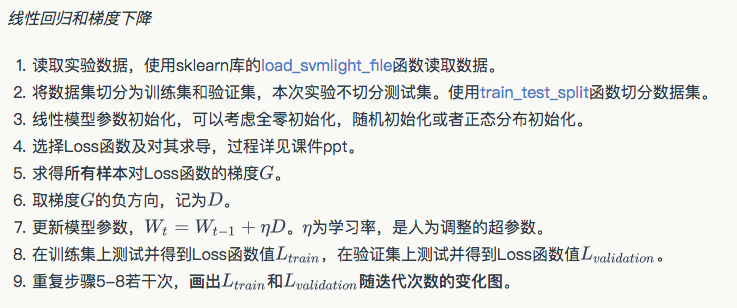 线性回归和梯度下降
1. 读取实验数据，使用sklearn库的load_svmlight_file函数读取数据。
2. 将数据集切分为训练集和验证集，本次实验不切分测试集。使用train_test_split函数切分数据集。
3. 线性模型参数初始化，可以考虑全零初始化，随机初始化或者正态分布初始化。
4. 选择Loss函数及对其求导，过程详见课件ppt。
5. 求得所有样本对Loss函数的梯度G。
6. 取梯度G的负方向，记为D。
7. 更新模型参数，W_t = W_{t−1} + ηD。η为学习率，是人为调整的超参数。
8. 在训练集上测试并得到Loss函数值L_{train}，在验证集上测试并得到Loss函数值L_{validation}。
9. 重复步骤5-8若干次，画出L_{train}和L_{validation}随迭代次数的变化图。